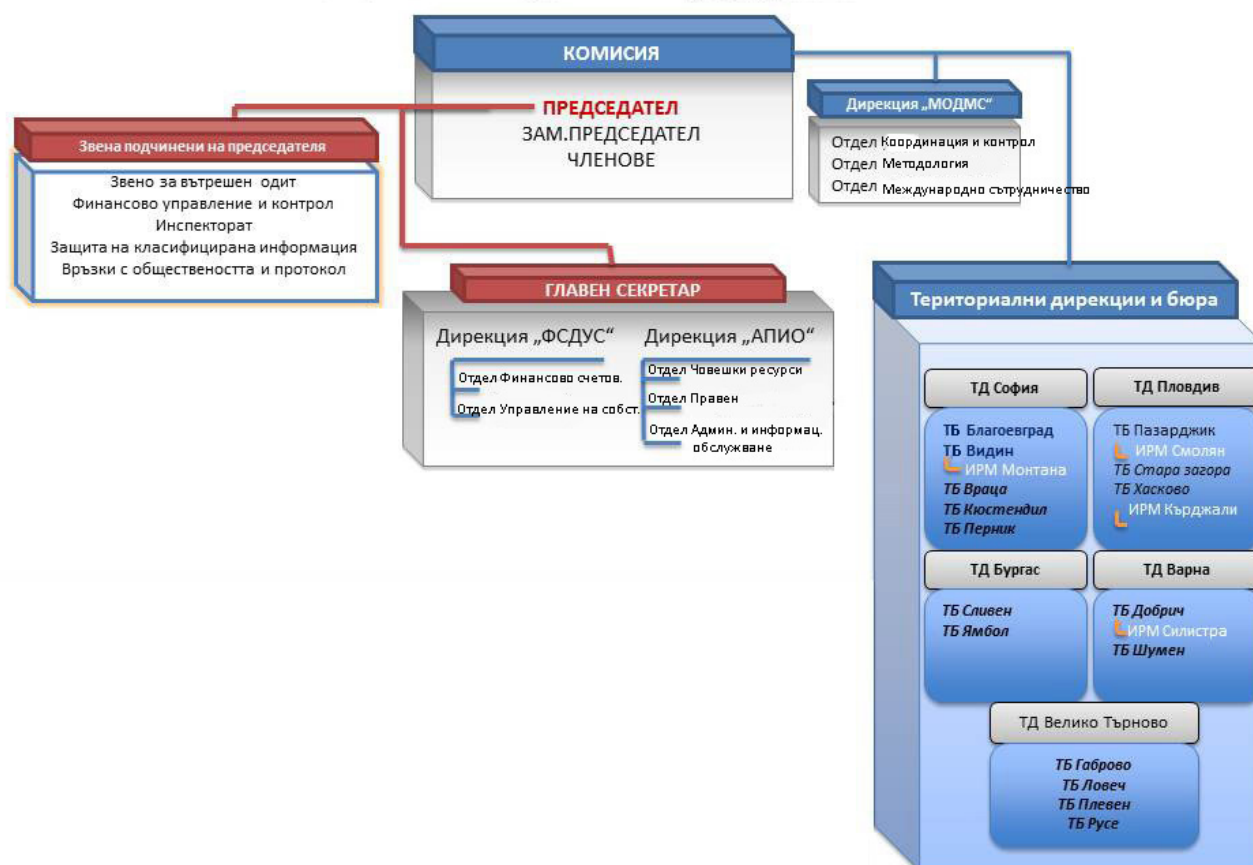 КОМИСИЯ
ПРЕДСЕДАТЕЛ
ЗАМ.ПРЕДСЕДАТЕЛ
ЧЛЕНОВЕ
Дирекция „МОДМС“
Отдел Координация и контрол
Отдел Методология
Отдел Международно сътрудничество
Звена подчинени на председателя
Звено за вътрешен одит
Финансово управление и контрол
Инспекторат
Защита на класифицирана информация
Връзки с обществеността и протокол
ГЛАВЕН СЕКРЕТАР
Дирекция „ФСДУС“
Отдел Финансово счетов.
Отдел Управление на собст.
Дирекция „АПИО“
Отдел Човешки ресурси
Отдел Правен
Отдел Админ. и информац.
обслужване
Териториални дирекции и бюра
ТД София
ТБ Благоевград
ТБ Видин
ИРМ Монтана
ТБ Враца
ТБ Кюстендил
ТБ Перник
ТД Пловдив
ТБ Пазарджик
ИРМ Смолян
ТБ Стара загора
ТБ Хасково
ИРМ Кърджали
ТД Бургас
ТБ Сливен
ТБ Ямбол
ТД Варна
ТБ Добрич
ИРМ Силистра
ТБ Шумен
ТД Велико Търново
ТБ Габрово
ТБ Ловеч
ТБ Плевен
ТБ Русе